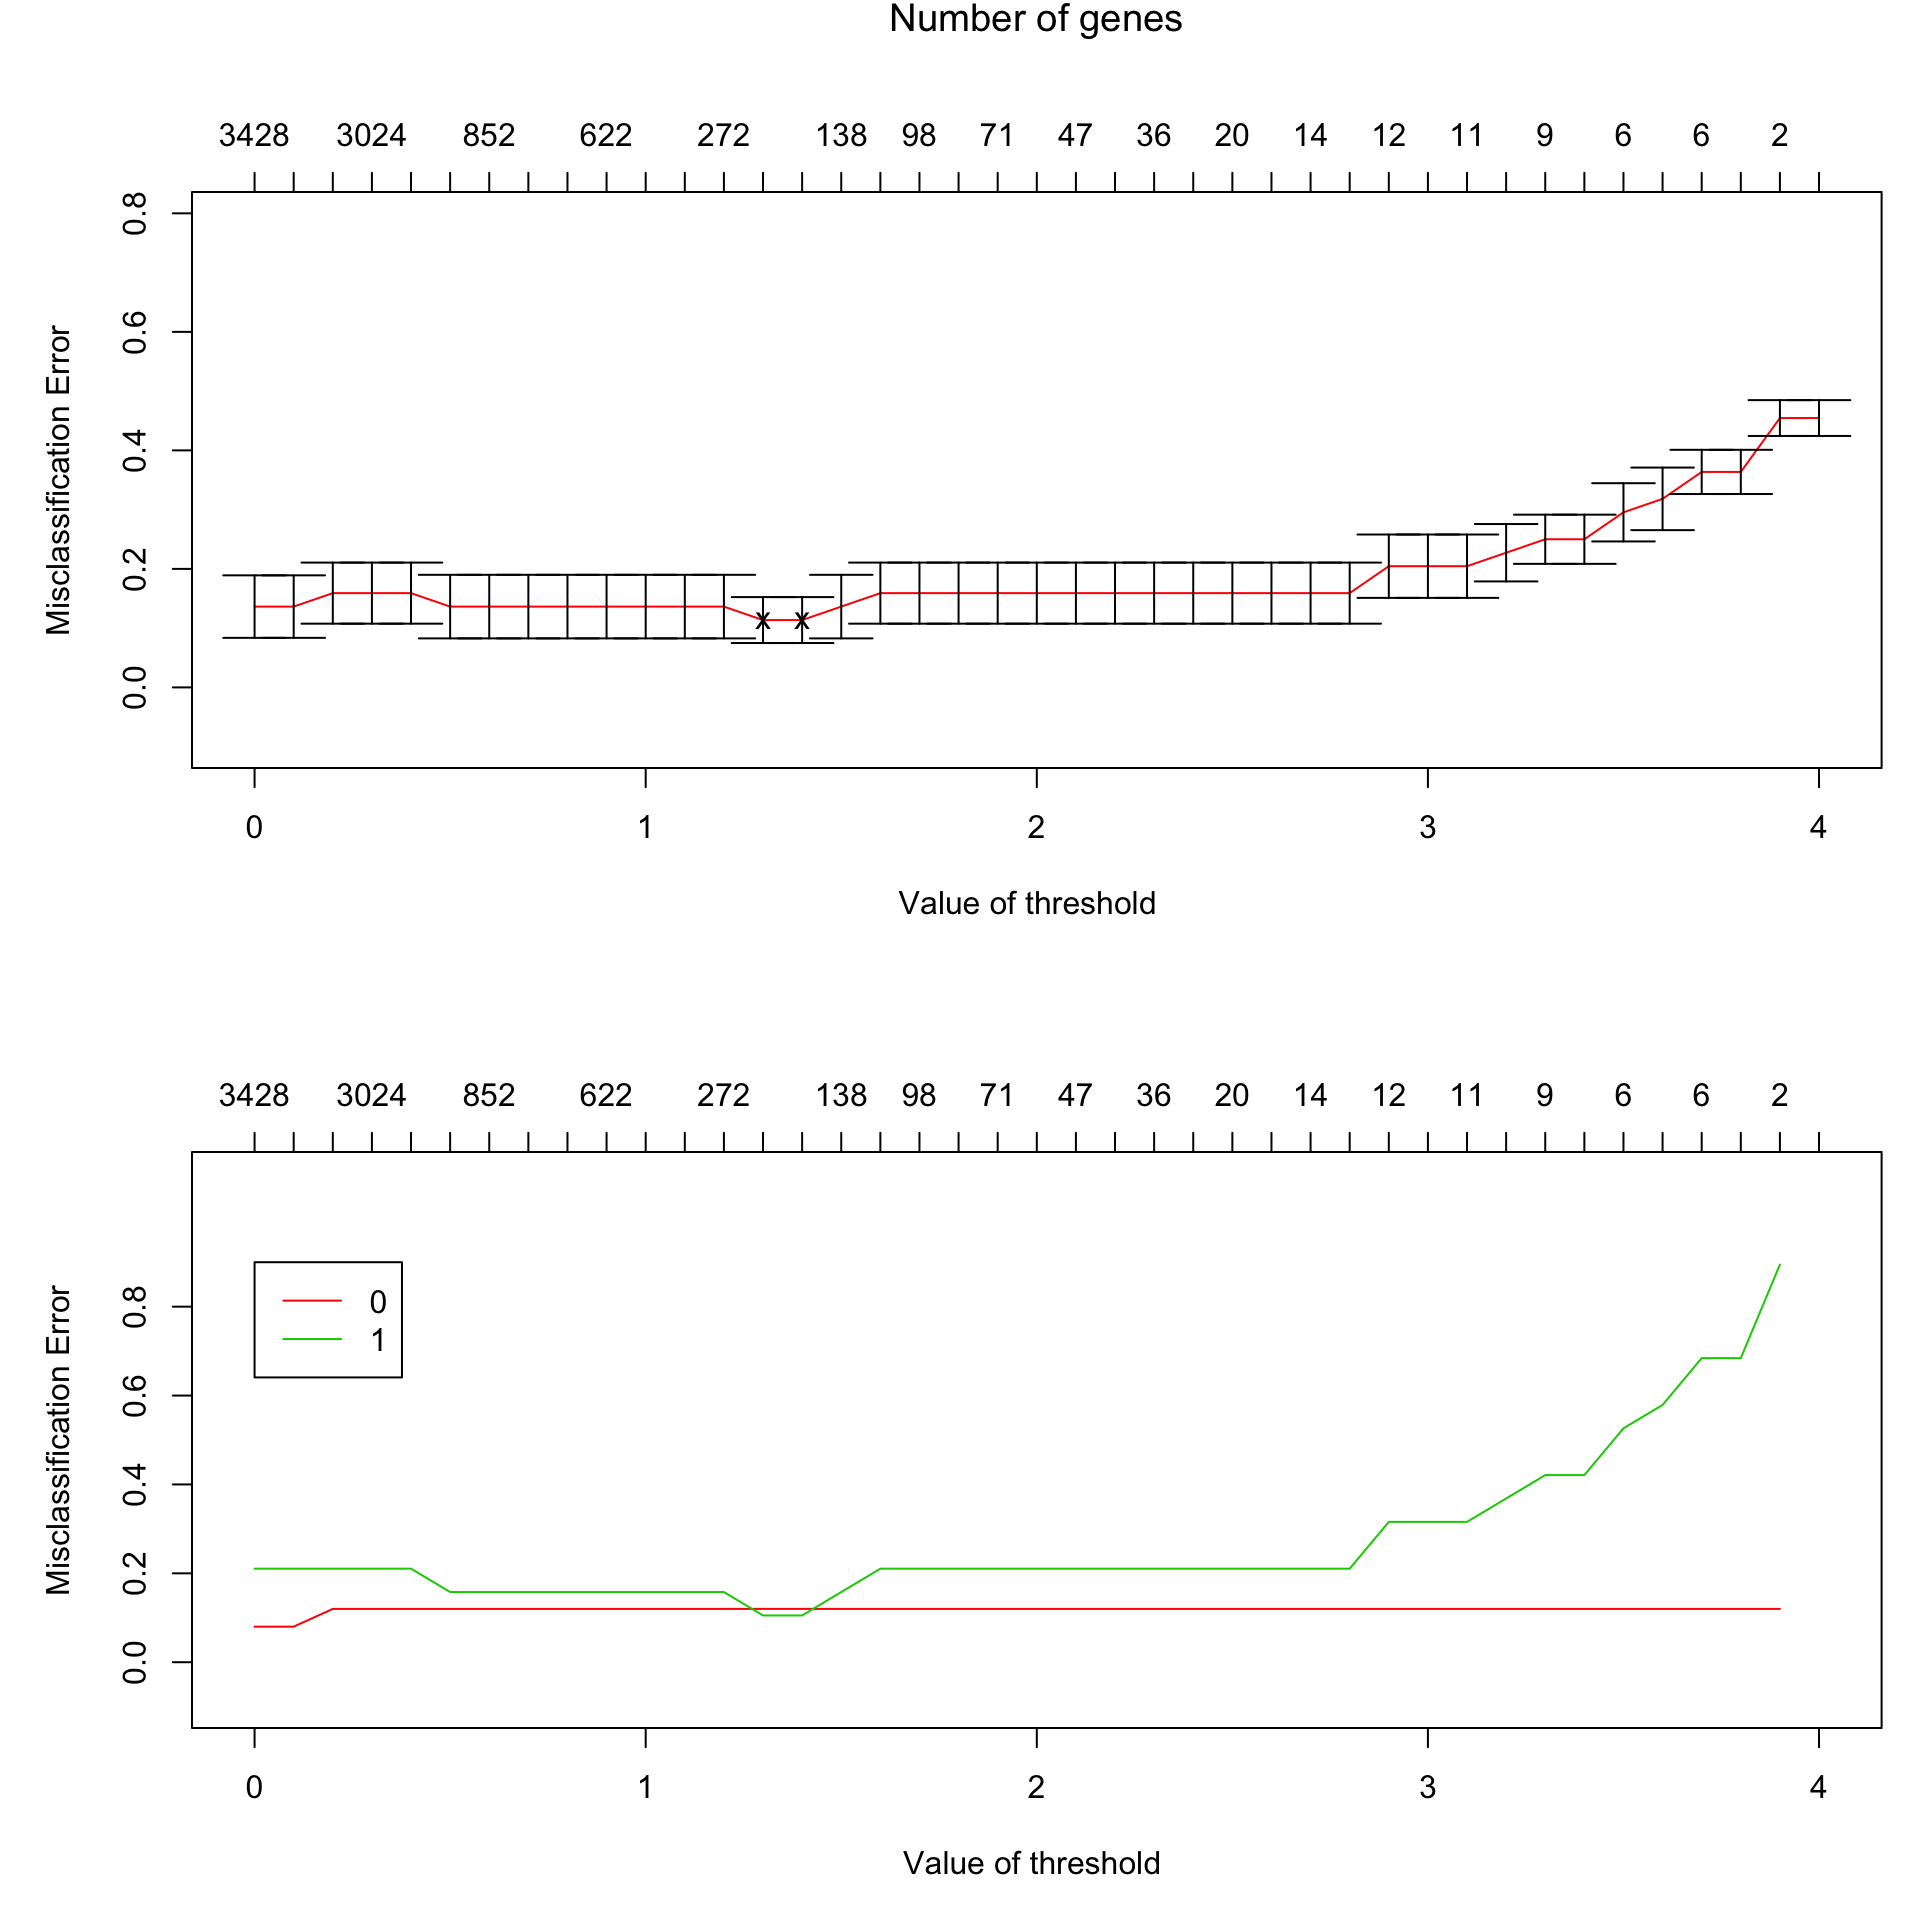 Number of genes
3428 3024 852 622 272 138 98 71 47 36 20 14 12 11 9 6 6 2
Misclassification Error
0.8
0.6
0.4
0.2
0.0
x x
0 1 2 3 4
Value of threshold
3428 3024 852 622 272 138 98 71 47 36 20 14 12 11 9 6 6 2
Misclassification Error
0.8
0.6
0.4
0.2
0.0
0
1
0 1 2 3 4
Value of threshold